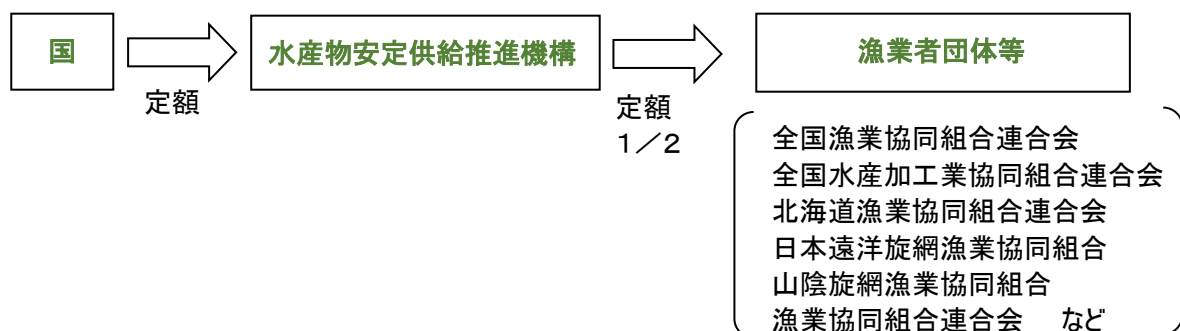 国
定額
水産物安定供給推進機構
定額
1／2
漁業者団体等
全国漁業協同組合連合会
全国水産加工業協同組合連合会
北海道漁業協同組合連合会
日本遠洋旋網漁業協同組合
山陰旋網漁業協同組合
漁業協同組合連合会　など